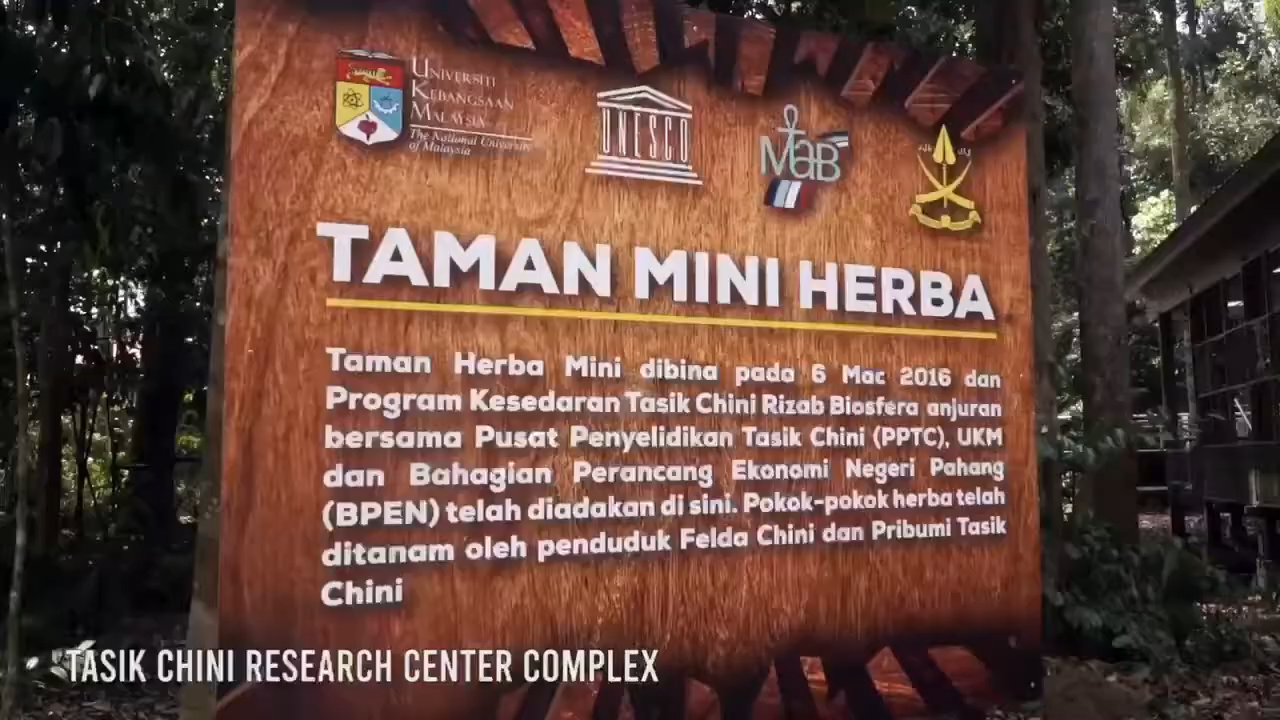 UNIVERSITI
KEBANGSAAN
MALAYSIA
The National University
of Malaysia
UNESCO
MaB
TAMAN MINI HERBA
Taman Herba Mini dibina pada 6 Mac 2016 dan
Program Kesedaran Tasik Chini Rizab Biosfera anjuran
bersama Pusat Penyelidikan Tasik Chini (PPTC), UKM
dan Bahagian Perancang Ekonomi Negeri Pahang
(BPEN) telah diadakan di sini. Pokok-pokok herba telah
ditanam oleh penduduk Felda Chini dan Pribumi Tasik
Chini
TASIK CHINI RESEARCH CENTER COMPLEX